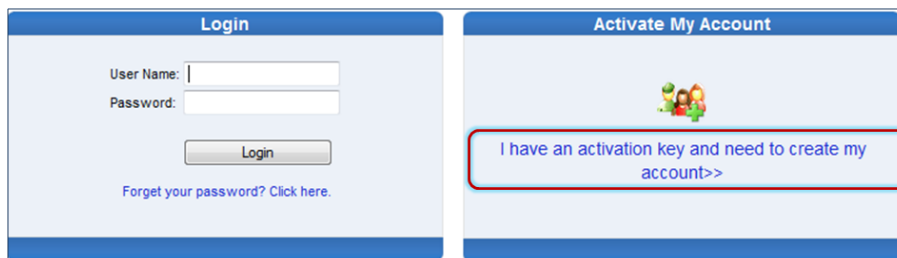 Login
User Name:
Password:
Login
Forget your password? Click here.
Activate My Account
I have an activation key and need to create my
account>>